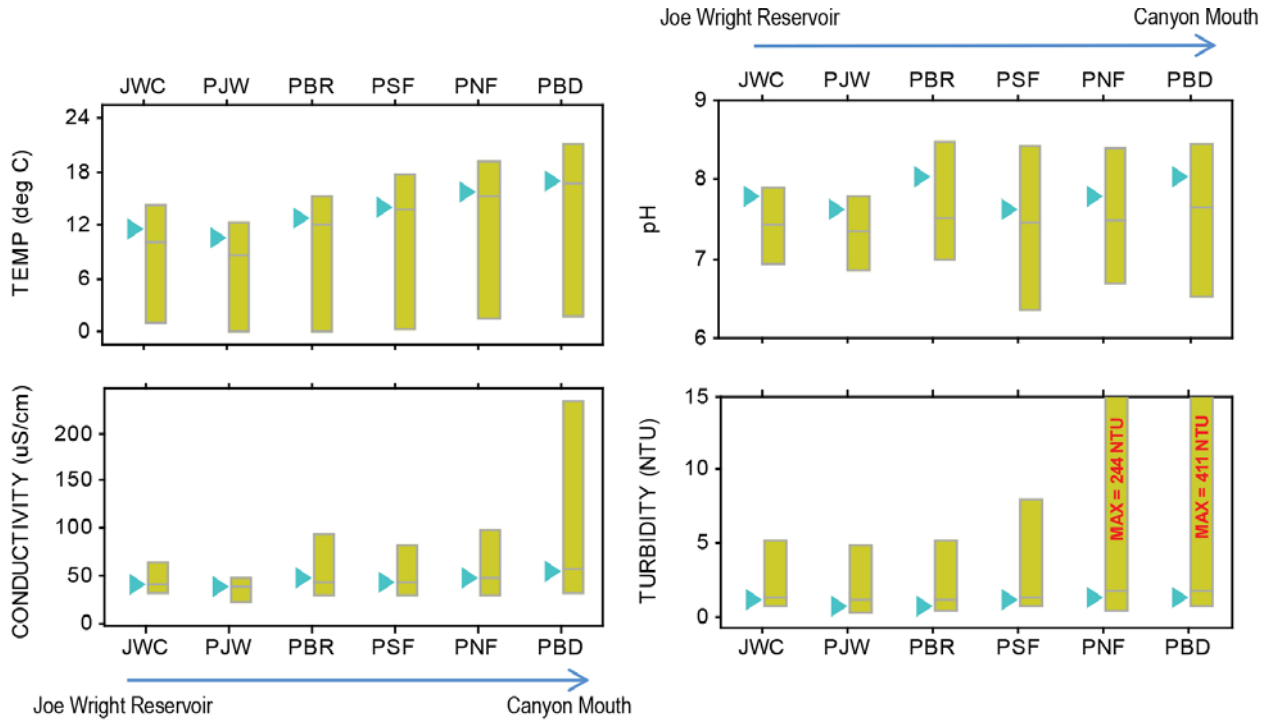 Joe Wright Reservoir Canyon Mouth
JWC PJW PBR PSF PNF PBD
TEMP (deg C)
24
18
12
6
0
JWC PJW PBR PSF PNF PBD
pH
9
8
7
6
CONDUCTIVITY (uS/cm)
200
150
100
50
0
JWC PJW PBR PSF PNF PBD
Joe Wright Reservoir Canyon Mouth
TURBIDITY (NTU)
15
10
5
0
MAX = 244 NTU
MAX = 411 NTU
JWC PJW PBR PSF PNF PBD